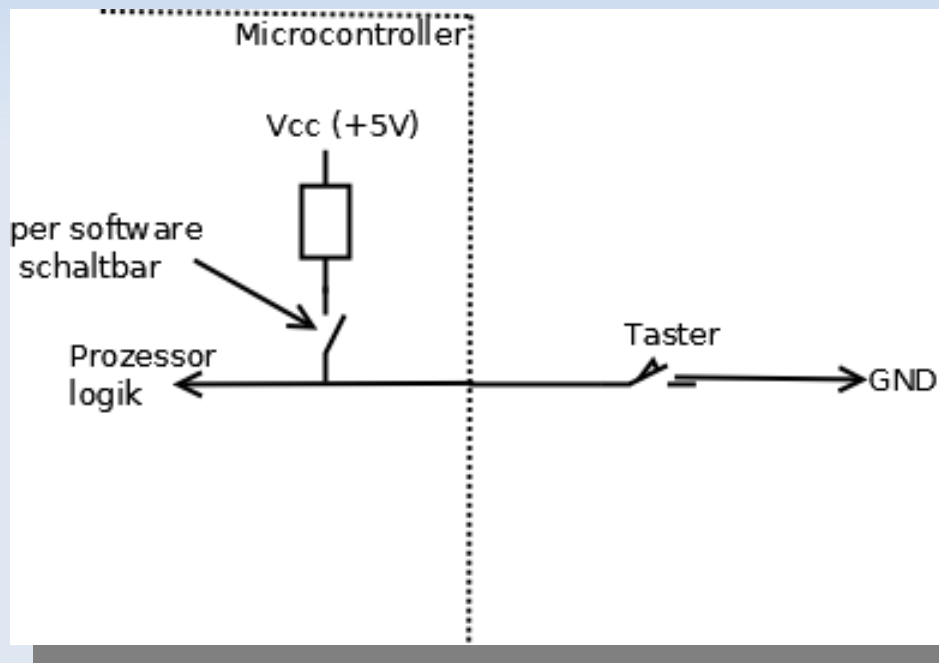 Microcontroller
Vcc (+5V)
per software
schaltbar
Taster
Prozessor
logik
GND